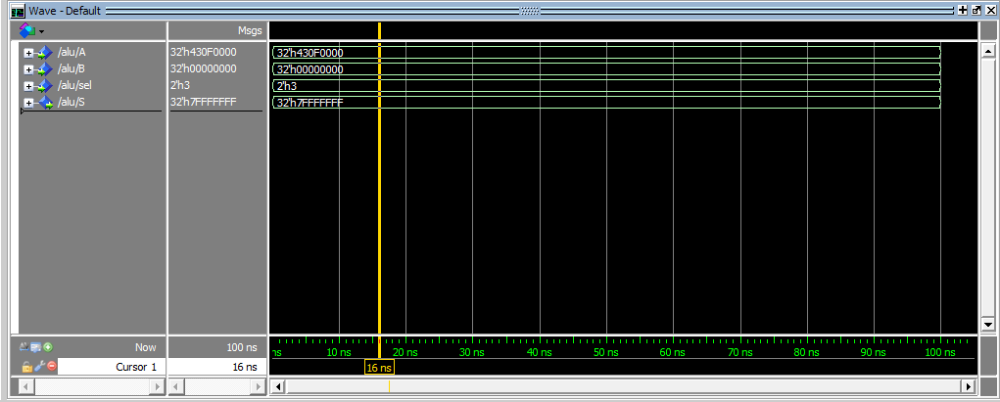 Wave - Default
Msgs
/alu/A 32'h430F0000 32'h430F0000
/alu/B 32'h00000000 32'h00000000
/alu/sel 2'h3 2'h3
/alu/S 32'h7FFFFFFF 32'h7FFFFFFF
Now 100 ns ns 10 ns 20 ns 30 ns 40 ns 50 ns 60 ns 70 ns 80 ns 90 ns 100 ns
Cursor 1 16 ns 16 ns